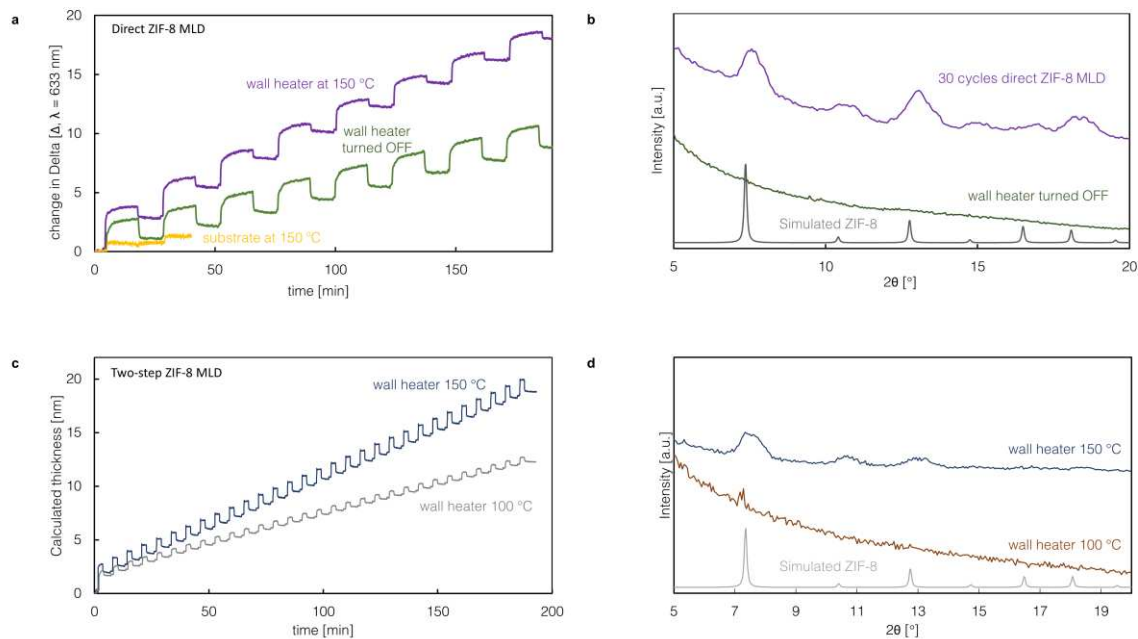 a
Direct ZIF-8 MLD
change in Delta [Δ, λ = 633 nm]
20
15
10
5
0
wall heater at 150 °C
wall heater
turned OFF
substrate at 150 °C
0 50 100 150
time [min]
b
Intensity [a.u.]
30 cycles direct ZIF-8 MLD
wall heater turned OFF
Simulated ZIF-8
5 10 15 20
2θ [°]
c
Two-step ZIF-8 MLD
Calculated thickness [nm]
20
15
10
5
0
wall heater 150 °C
wall heater 100 °C
0 50 100 150 200
time [min]
d
Intensity [a.u.]
wall heater 150 °C
wall heater 100 °C
Simulated ZIF-8
5 7 9 11 13 15 17 19
2θ [°]